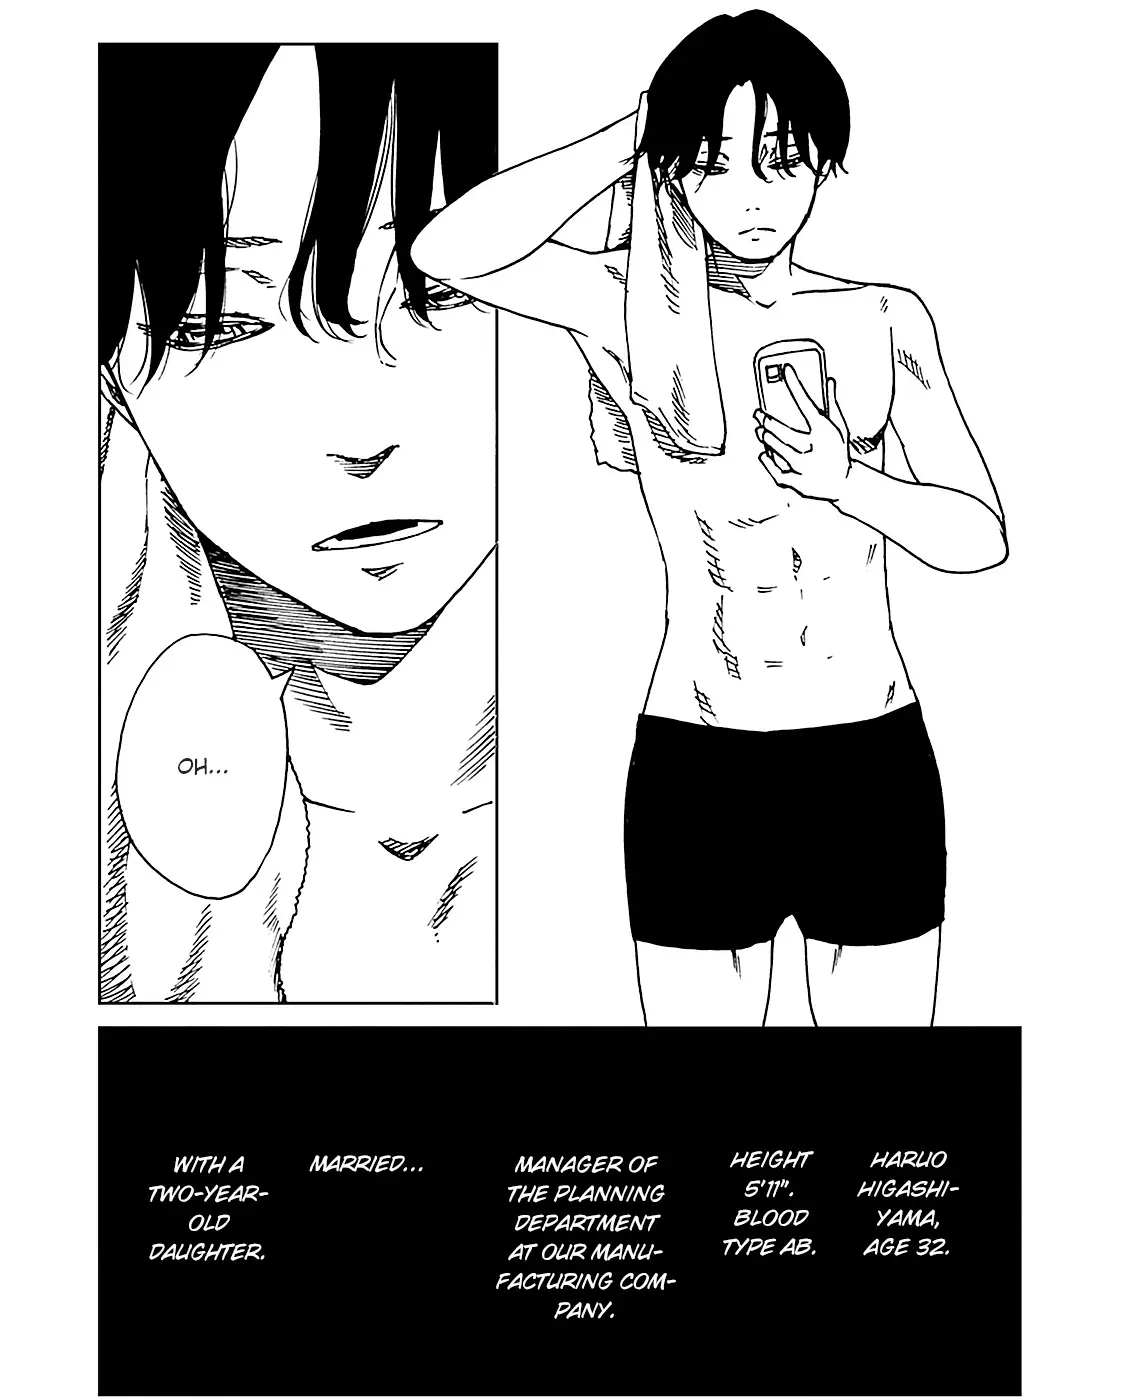 OH...
HARUO
HIGASHI-
YAMA,
AGE 32.
HEIGHT
5'11".
BLOOD
TYPE AB.
MANAGER OF
THE PLANNING
DEPARTMENT
AT OUR MANU-
FACTURING COM-
PANY.
MARRIED...
WITH A
TWO-YEAR-
OLD
DAUGHTER.